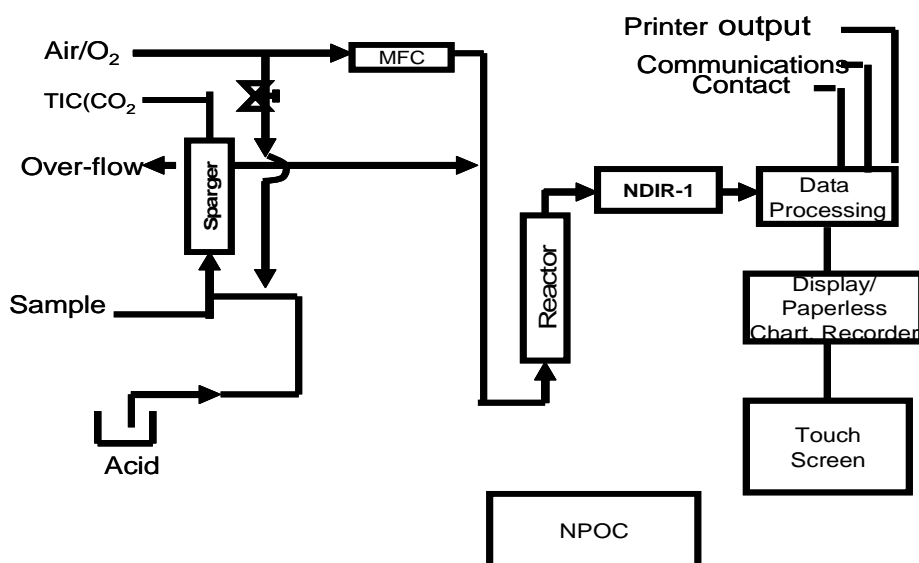 Printer output
Air/O2
MFC
Communications
Contact
TIC(CO2
Over-flow
Sparger
NDIR-1
Data
Processing
Reactor
Sample
Display/
Paperless
Chart. Recorder
Touch
Screen
Acid
NPOC